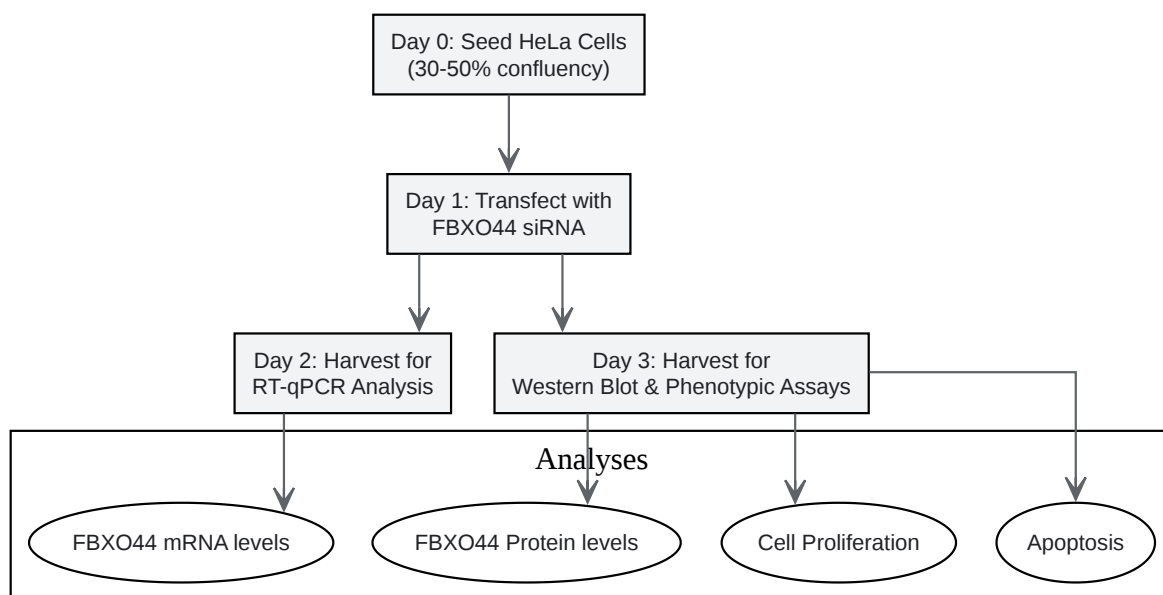 Day 0: Seed HeLa Cells
(30-50% confluency)
Day 1: Transfect with
FBXO44 siRNA
Day 2: Harvest for
RT-qPCR Analysis
Day 3: Harvest for
Western Blot & Phenotypic Assays
Analyses
FBXO44 mRNA levels
FBXO44 Protein levels
Cell Proliferation
Apoptosis